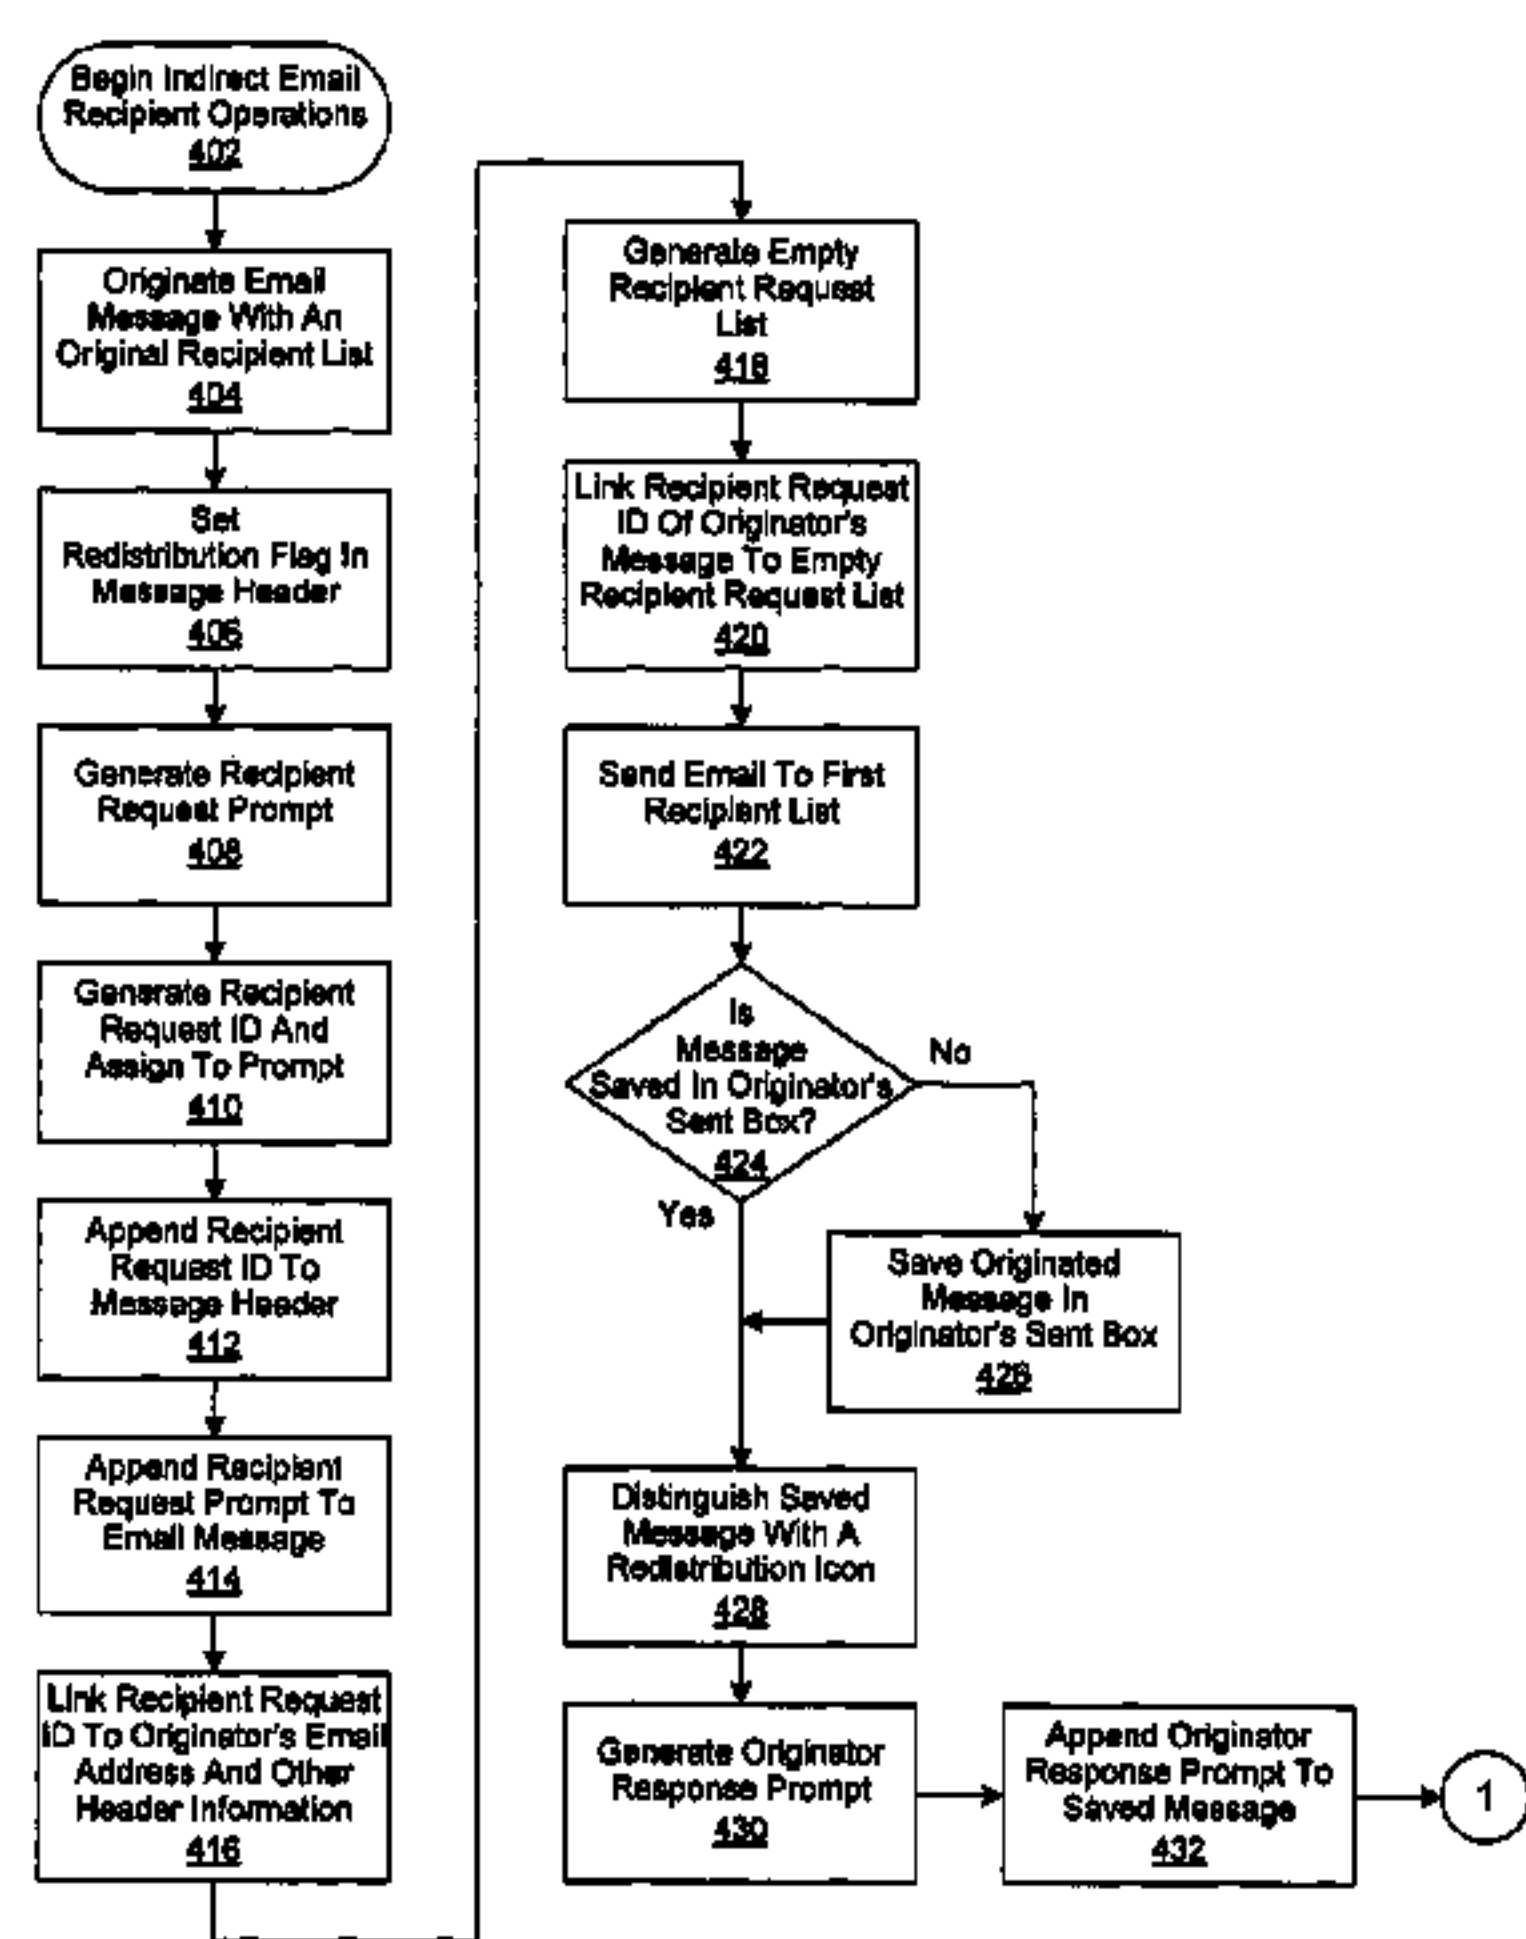 Begin Indirect Email
Recipient Operations
402
Originate Email
Message With An
Original Recipient List
404
Set
Redistribution Flag In
Message Header
406
Generate Recipient
Request Prompt
408
Generate Recipient
Request ID And
Assign To Prompt
410
Append Recipient
Request ID To
Message Header
412
Append Recipient
Request Prompt To
Email Message
414
Link Recipient Request
ID To Originator's Email
Address And Other
Header Information
416
Generate Empty
Recipient Request
List
418
Link Recipient Request
ID Of Originator's
Message To Empty
Recipient Request List
420
Send Email To First
Recipient List
422
Is
Message
Saved In Originator's
Sent Box?
424
No
Yes
Save Originated
Message In
Originator's Sent Box
426
Distinguish Saved
Message With A
Redistribution Icon
428
Generate Originator
Response Prompt
430
Append Originator
Response Prompt To
Saved Message
432
1